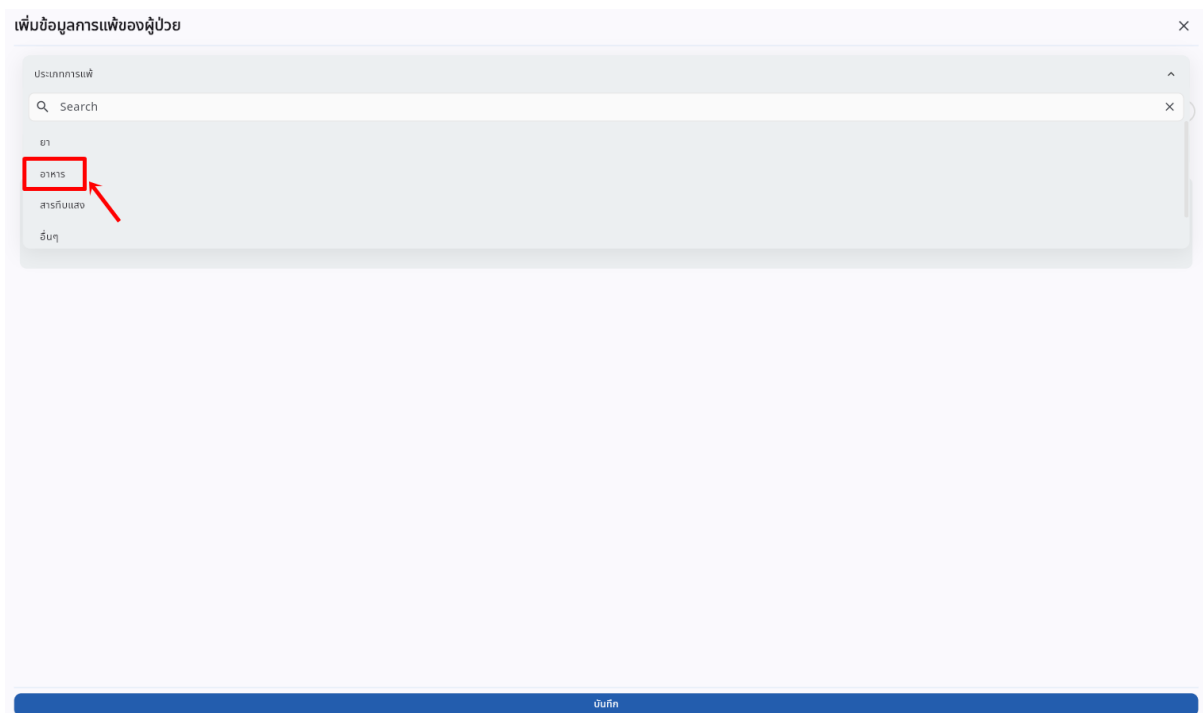 เพิ่มข้อมูลการแพ้ของผู้ป่วย
ประเภทการแพ้
Search
ยา
อาหาร
สารทึบแสง
อื่นๆ
บันทึก